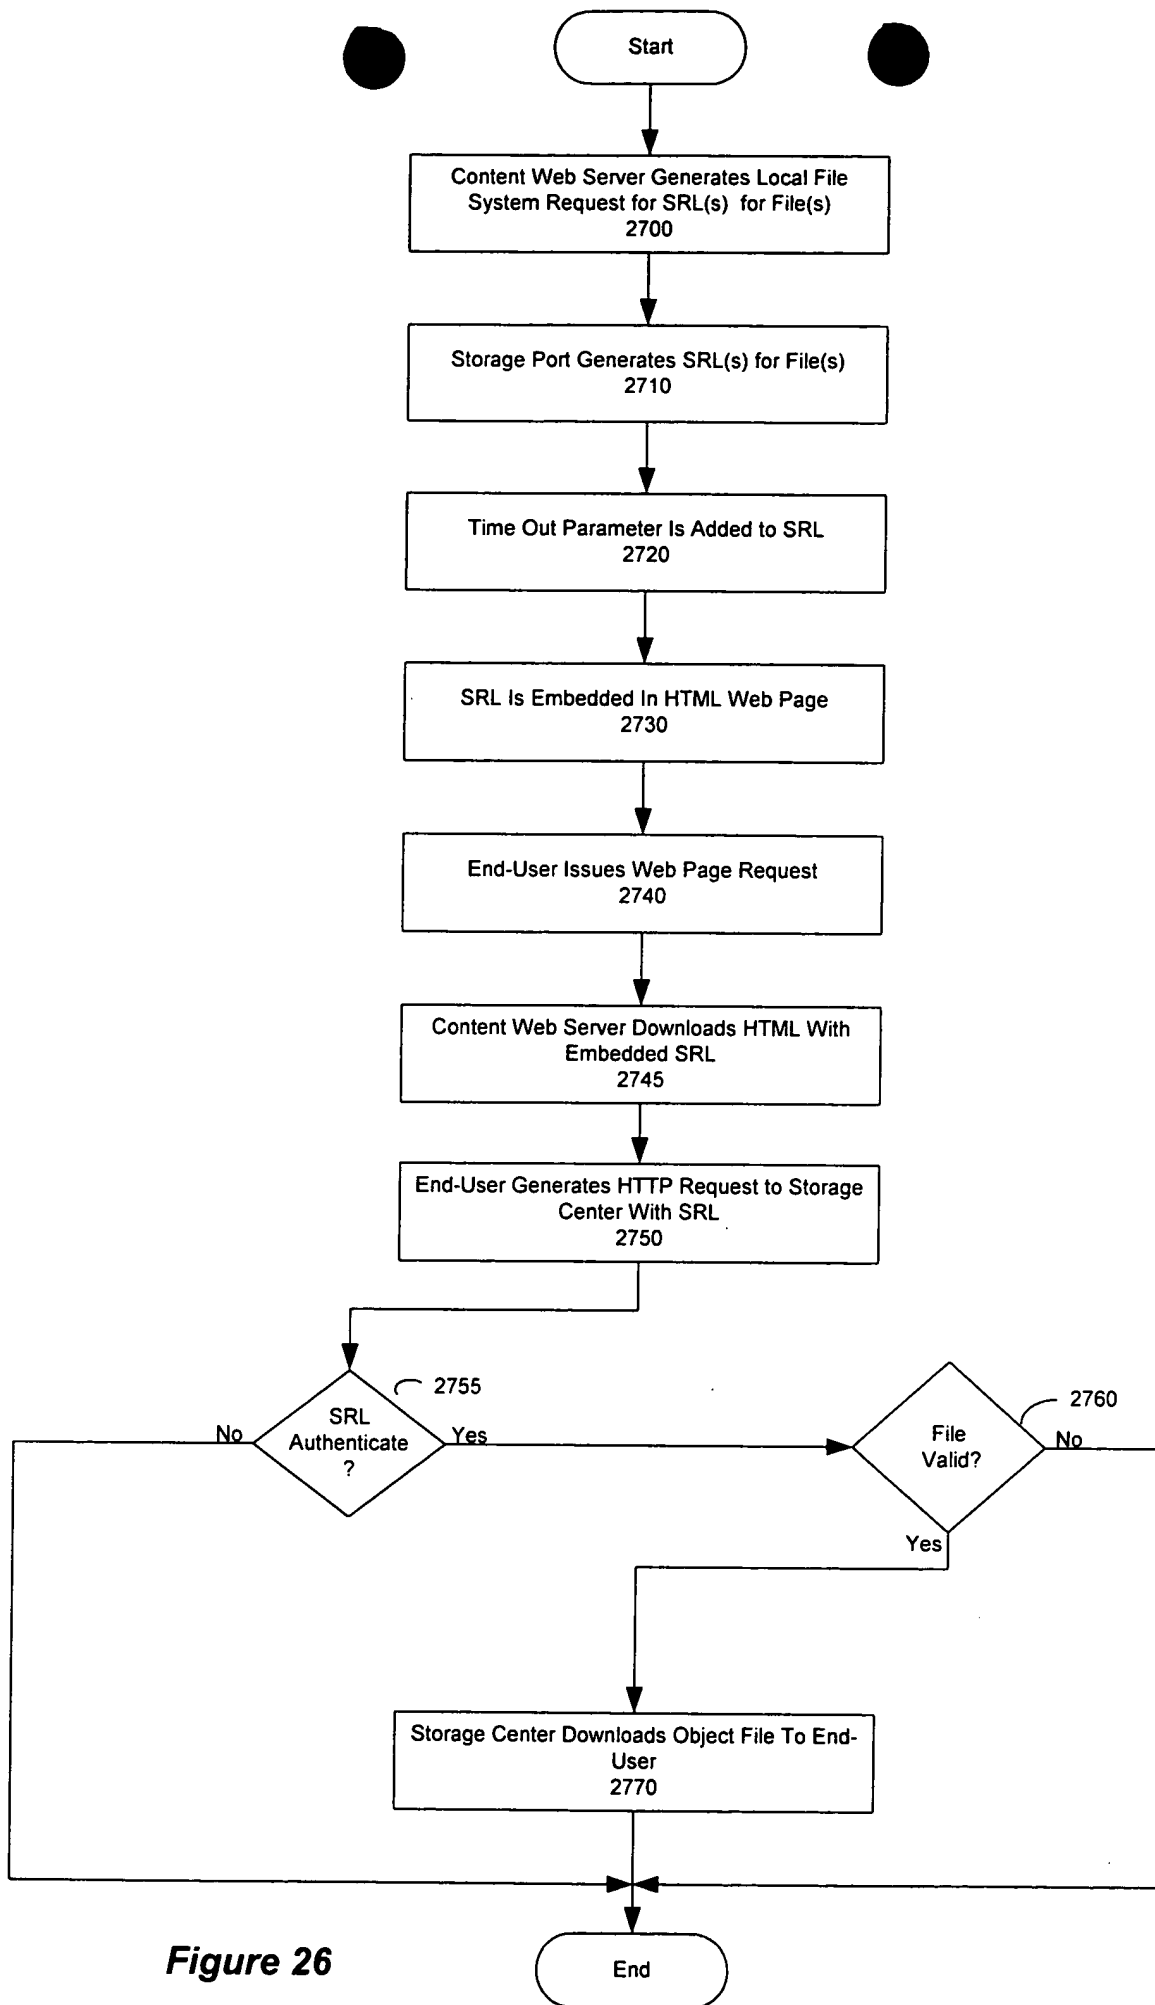 Start
Content Web Server Generates Local File
System Request for SRL(s) for File(s)
2700
Storage Port Generates SRL(s) for File(s)
2710
Time Out Parameter Is Added to SRL
2720
SRL Is Embedded In HTML Web Page
2730
End-User Issues Web Page Request
2740
Content Web Server Downloads HTML With
Embedded SRL
2745
End-User Generates HTTP Request to Storage
Center With SRL
2750
2755
SRL
Authenticate
?
No
Yes
2760
File
Valid?
No
Yes
Storage Center Downloads Object File To End-
User
2770
End
Figure 26